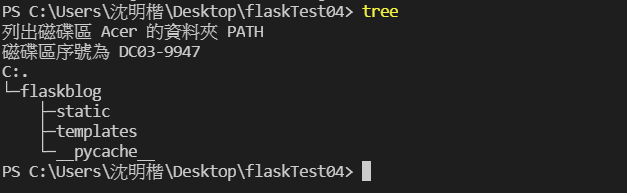 PS C:\Users\沈明楷\Desktop\flaskTest04> tree
列出磁碟區 Acer 的資料夾 PATH
磁碟區序號為 DC03-9947
C:.
└─flaskblog
    ├─static
    ├─templates
    └─__pycache__
PS C:\Users\沈明楷\Desktop\flaskTest04>